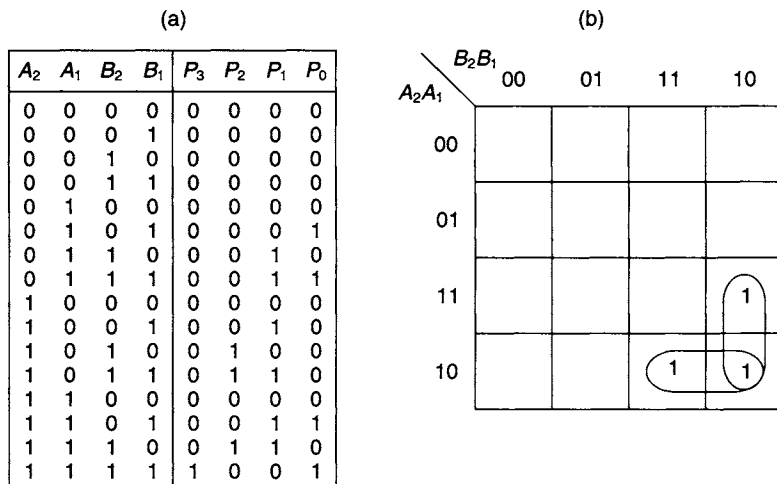 (a)
A₂ A₁ B₂ B₁ P₃ P₂ P₁ P₀
0 0 0 0 0 0 0 0
0 0 0 1 0 0 0 0
0 0 1 0 0 0 0 0
0 0 1 1 0 0 0 0
0 1 0 0 0 0 0 0
0 1 0 1 0 0 0 1
0 1 1 0 0 0 1 0
0 1 1 1 0 0 1 1
1 0 0 0 0 0 0 0
1 0 0 1 0 0 1 0
1 0 1 0 0 1 0 0
1 0 1 1 0 1 1 0
1 1 0 0 0 0 0 0
1 1 0 1 0 0 1 1
1 1 1 0 0 1 1 0
1 1 1 1 1 0 0 1
(b)
B₂B₁
A₂A₁ 00 01 11 10
00
01
11 1
10 1 1